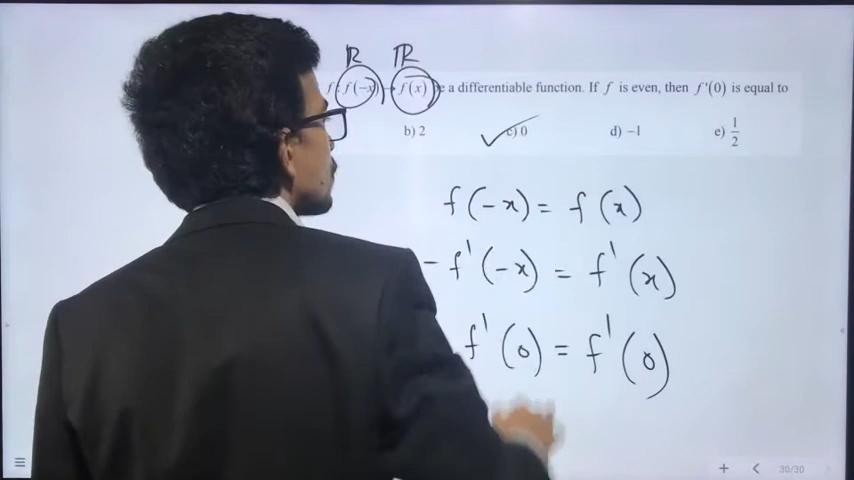 R R
f : f(-x) → f(x) be a differentiable function. If f is even, then f'(0) is equal to
b) 2 c) 0 d) −1 e) 1/2
f(-x) = f(x)
- f'(-x) = f'(x)
f'(0) = f'(0)
30/30